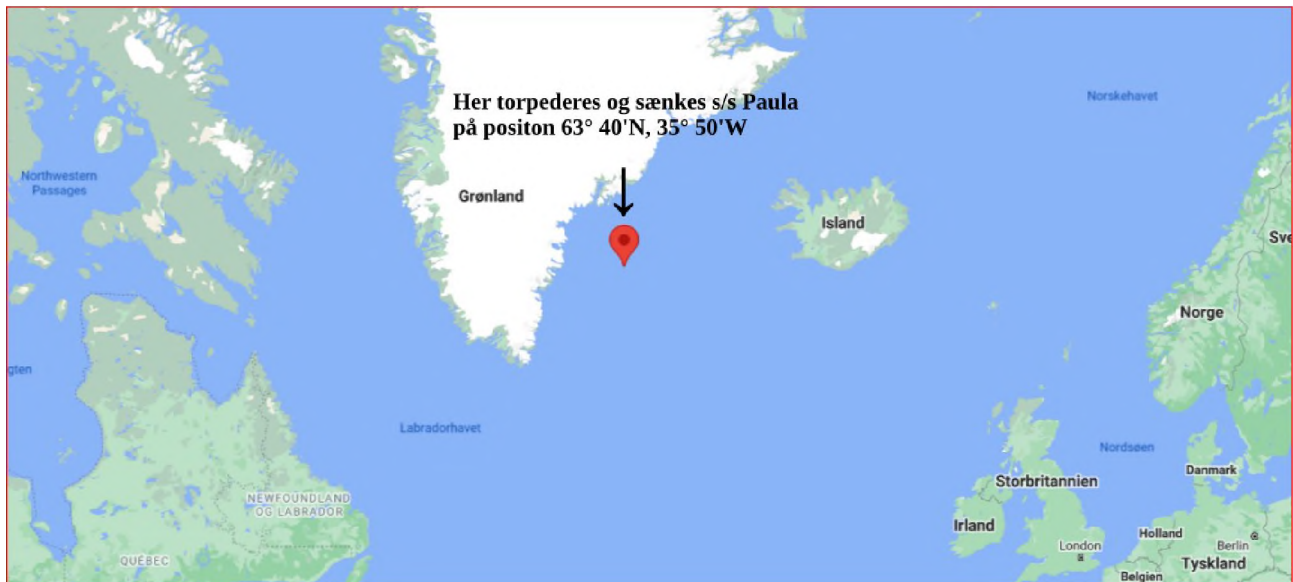 Her torpederes og sænkes s/s Paula
på positon 63° 40'N, 35° 50'W
Norskehavet
Northwestern
Passages
Grønland
Island
Sve
Norge
gten
Labradorhavet
Nordsøen
Danmark
Storbritannien
NEWFOUNDLAND
OG LABRADOR
Irland
Holland
Berlin
London
QUÉBEC
Tyskland
Belgien